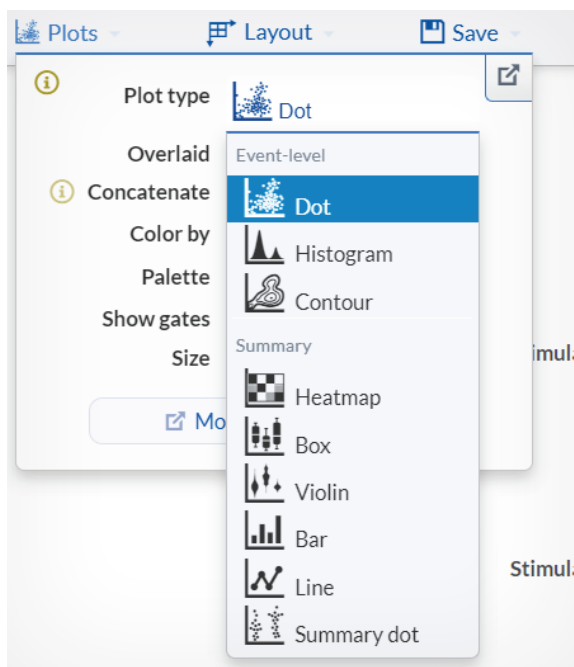 Plots
Layout
Save
Plot type
Dot
Overlaid
Event-level
Concatenate
Dot
Color by
Histogram
Palette
Contour
Show gates
Summary
Size
Heatmap
Mo
Box
Violin
Bar
Line
Summary dot